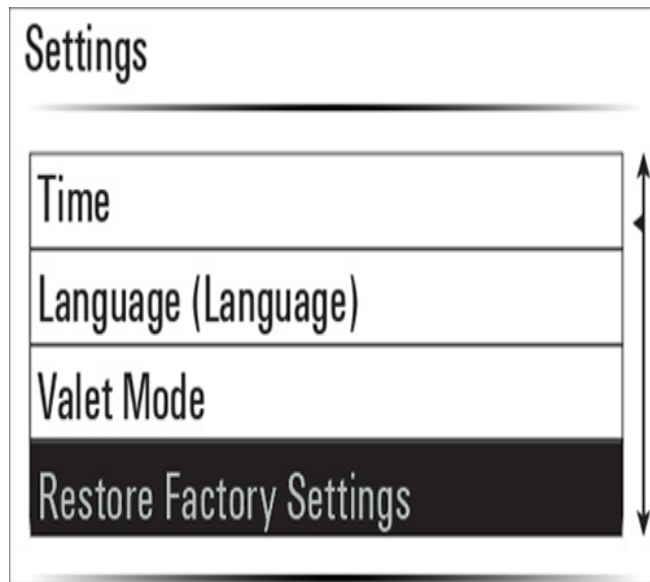 Settings
Time
Language (Language)
Valet Mode
Restore Factory Settings